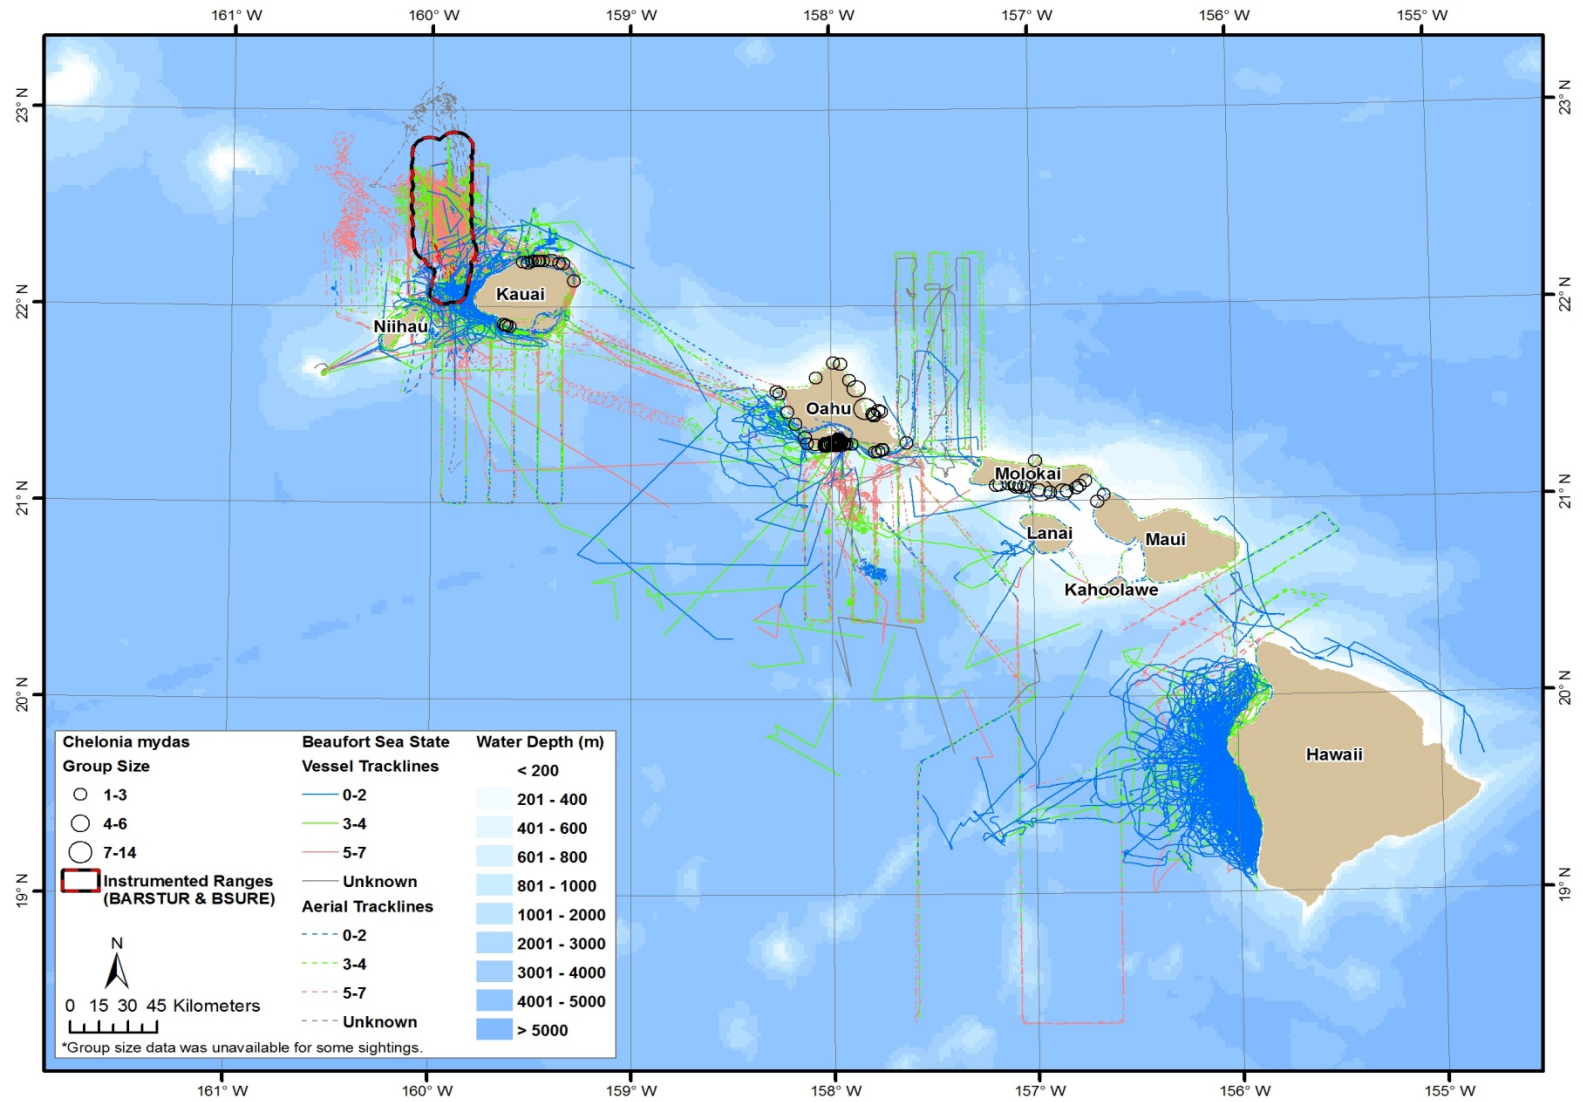 161° W 160° W 159° W 158° W 157° W 156° W 155° W
23° N 23° N
22° N 22° N
21° N 21° N
20° N 20° N
19° N 19° N
Kauai
Niihau
Oahu
Molokai
Lanai
Maui
Kahoolawe
Hawaii
Chelonia mydas
Group Size
1-3
4-6
7-14
Instrumented Ranges
(BARSTUR & BSURE)
N
0 15 30 45 Kilometers
*Group size data was unavailable for some sightings.
Beaufort Sea State
Vessel Tracklines
0-2
3-4
5-7
Unknown
Aerial Tracklines
0-2
3-4
5-7
Unknown
Water Depth (m)
< 200
201 - 400
401 - 600
601 - 800
801 - 1000
1001 - 2000
2001 - 3000
3001 - 4000
4001 - 5000
> 5000
161° W 160° W 159° W 158° W 157° W 156° W 155° W